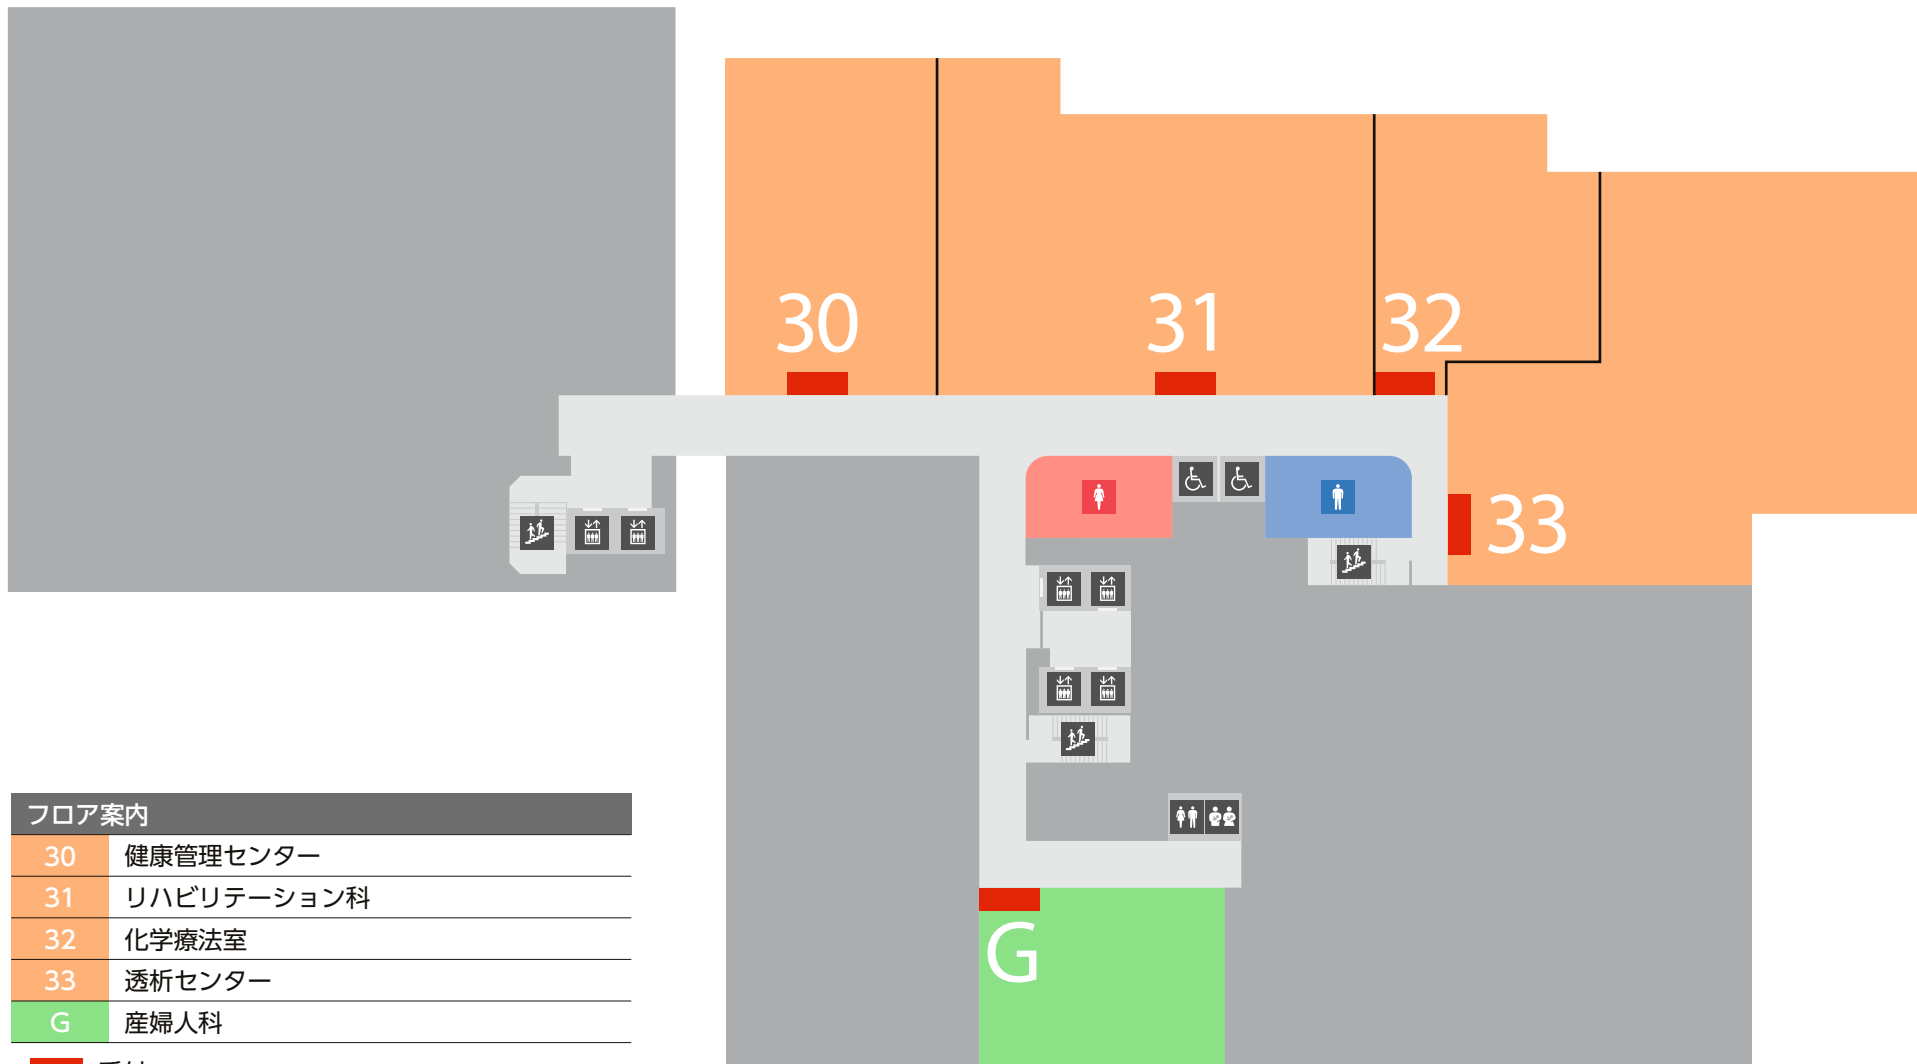 30
31
32
33
G
フロア案内
30 健康管理センター
31 リハビリテーション科
32 化学療法室
33 透析センター
G 産婦人科